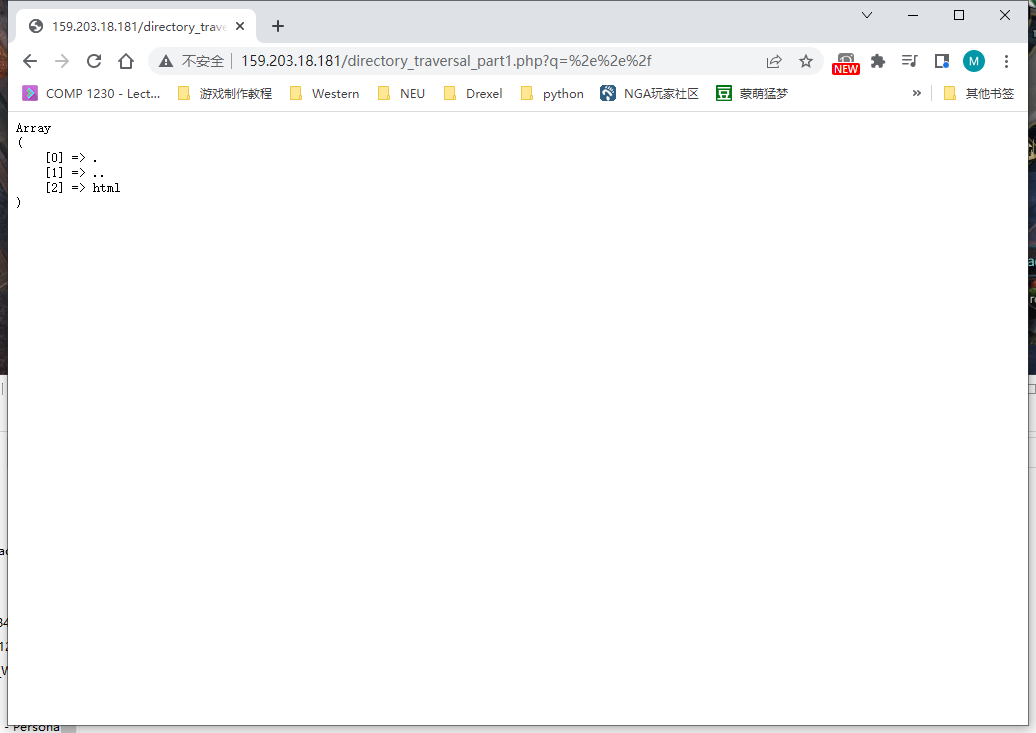 159.203.18.181/directory_trave
不安全 159.203.18.181/directory_traversal_part1.php?q=%2e%2e%2f
NEW
M
COMP 1230 - Lect... 游戏制作教程 Western NEU Drexel python NGA玩家社区 豆 蒙萌猛梦 » 其他书签
Array
(
[0] => .
[1] => ..
[2] => html
)
- Persona